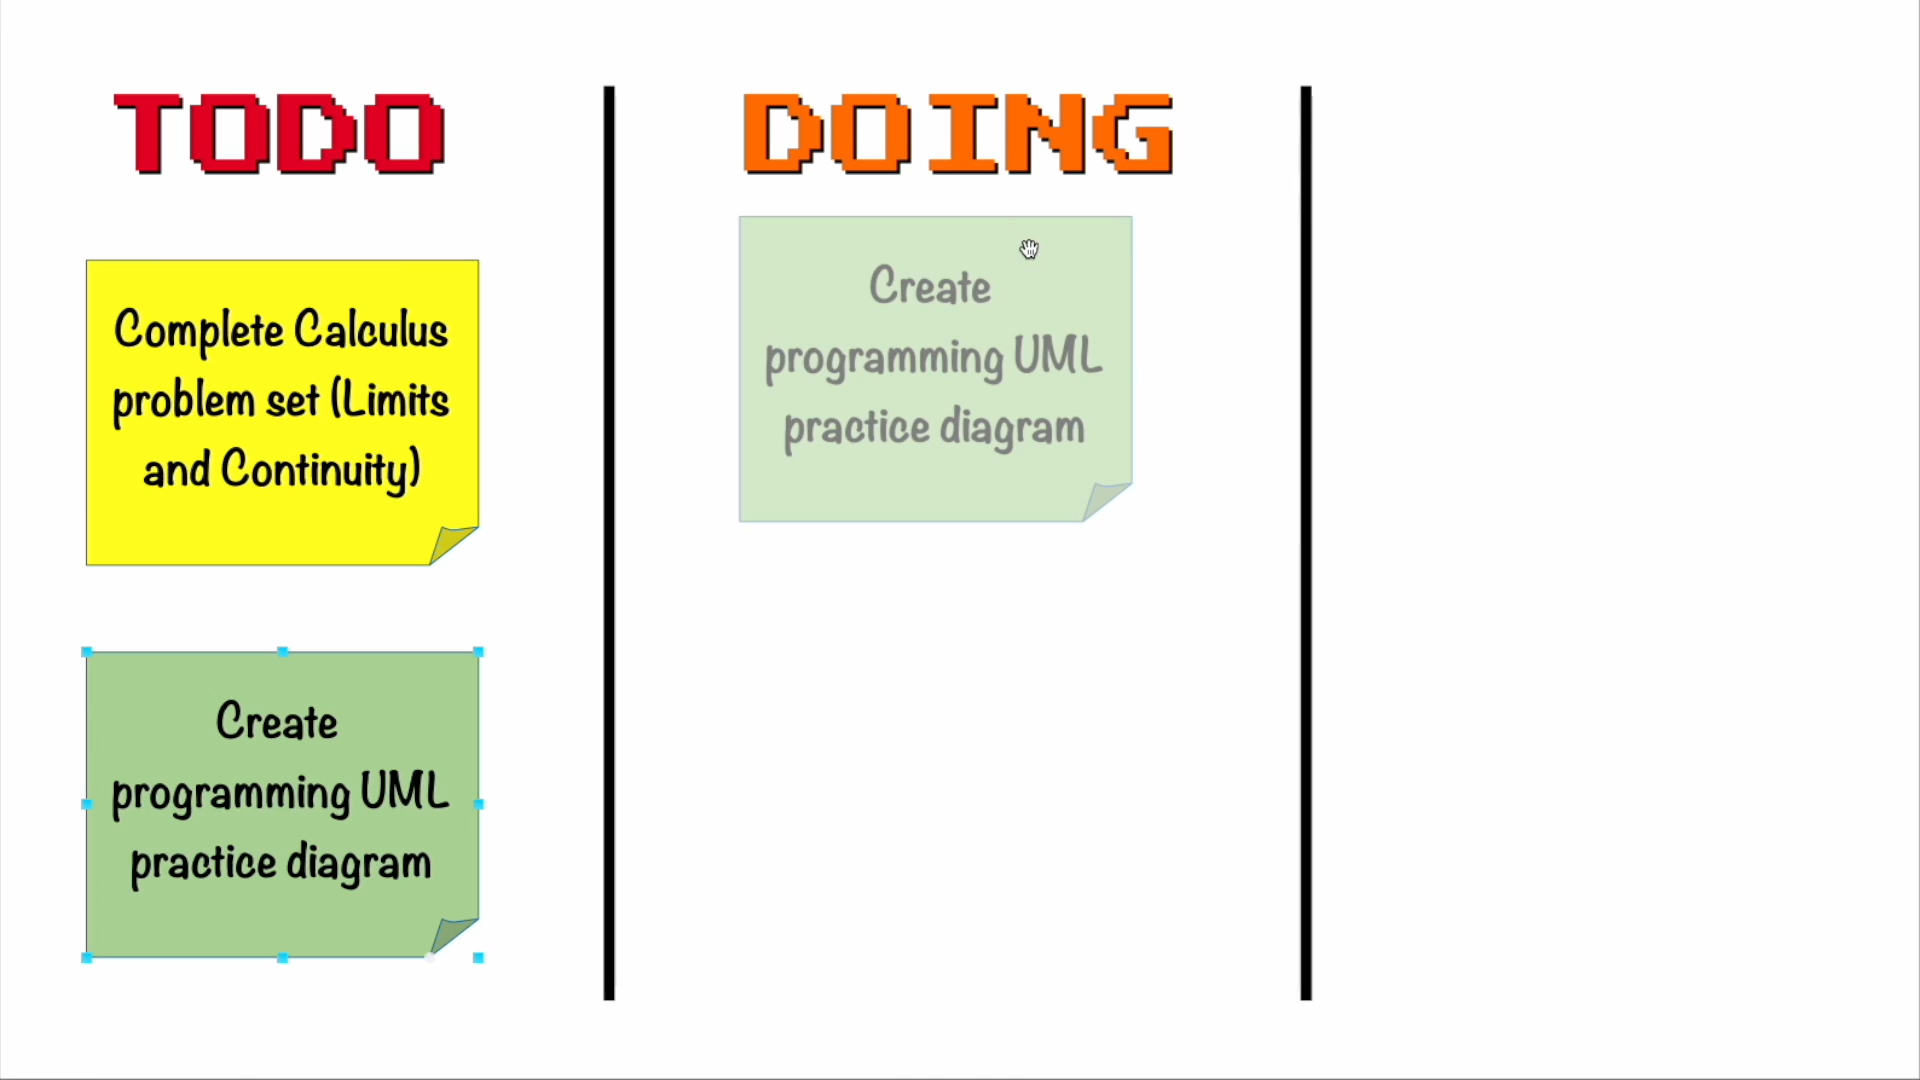 TODO
DOING
Complete Calculus
problem set (Limits
and Continuity)
Create
programming UML
practice diagram
Create
programming UML
practice diagram